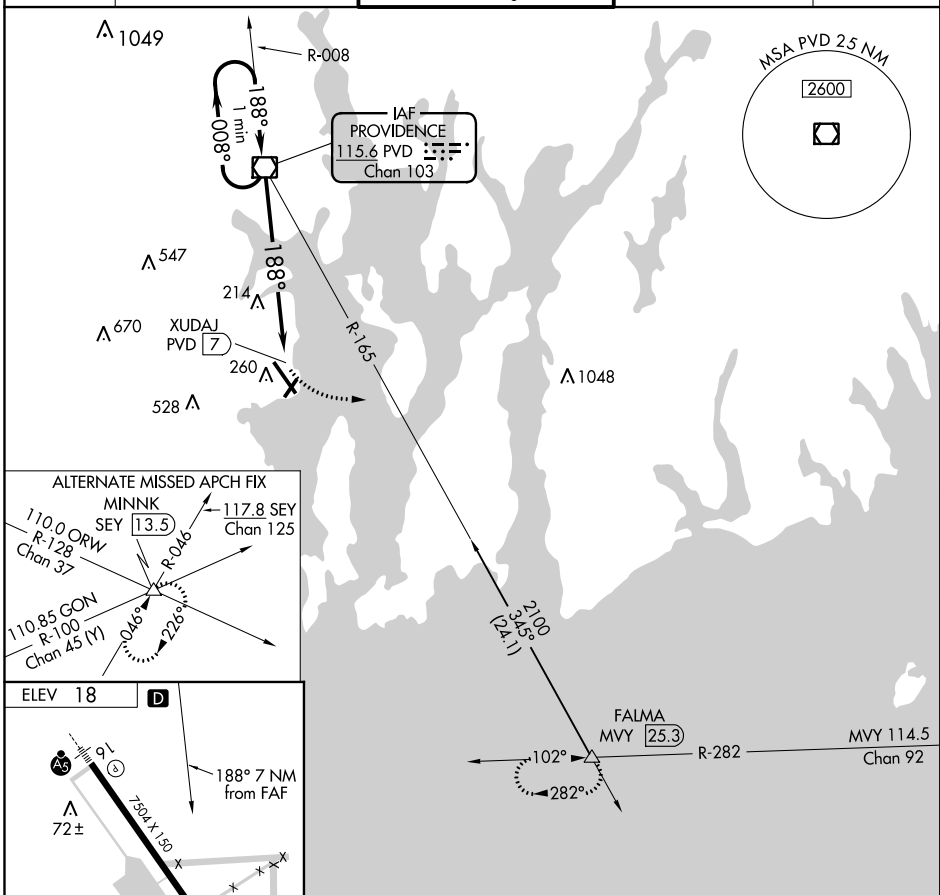 1049
R-008
MSA PVD 25 NM
2600
188°
1 min
008°
IAF
PROVIDENCE
115.6 PVD
Chan 103
547
188°
214
670
XUDAJ
PVD 7
R-165
260
1048
528
ALTERNATE MISSED APCH FIX
MINNK
SEY 13.5
117.8 SEY
Chan 125
110.0 ORW
R-128
Chan 37
R-046
110.85 GON
R-100
Chan 45 (Y)
046°
226°
2100
345°
(24.1)
ELEV 18
D
FALMA
MVY 25.3
102°
282°
R-282
MVY 114.5
Chan 92
188° 7 NM
from FAF
A5
16
P
7504 X 150
72±
X
X
X
X
X